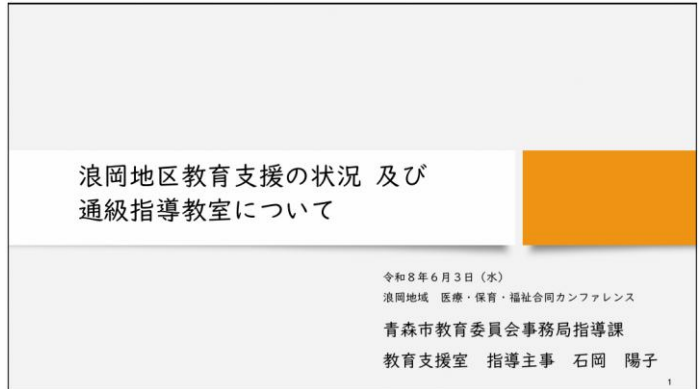 浪岡地区教育支援の状況 及び
通級指導教室について
令和8年6月3日（水）
浪岡地域　医療・保育・福祉合同カンファレンス
青森市教育委員会事務局指導課
教育支援室　指導主事　石岡　陽子
1